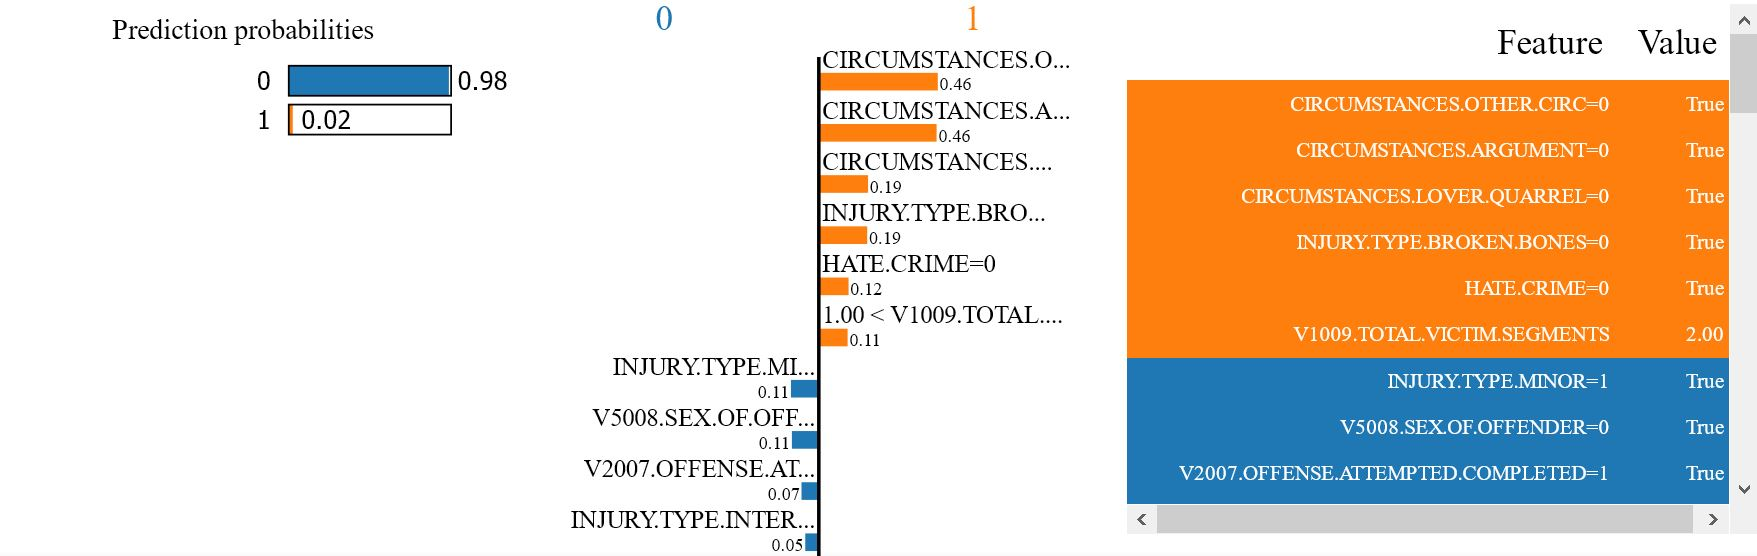 Prediction probabilities
0 0.98
1 0.02
0 1
CIRCUMSTANCES.O...
0.46
CIRCUMSTANCES.A...
0.46
CIRCUMSTANCES....
0.19
INJURY.TYPE.BRO...
0.19
HATE.CRIME=0
0.12
1.00 < V1009.TOTAL....
0.11
INJURY.TYPE.MI...
0.11
V5008.SEX.OF.OFF...
0.11
V2007.OFFENSE.AT...
0.07
INJURY.TYPE.INTER...
0.05
Feature Value
CIRCUMSTANCES.OTHER.CIRC=0 True
CIRCUMSTANCES.ARGUMENT=0 True
CIRCUMSTANCES.LOVER.QUARREL=0 True
INJURY.TYPE.BROKEN.BONES=0 True
HATE.CRIME=0 True
V1009.TOTAL.VICTIM.SEGMENTS 2.00
INJURY.TYPE.MINOR=1 True
V5008.SEX.OF.OFFENDER=0 True
V2007.OFFENSE.ATTEMPTED.COMPLETED=1 True